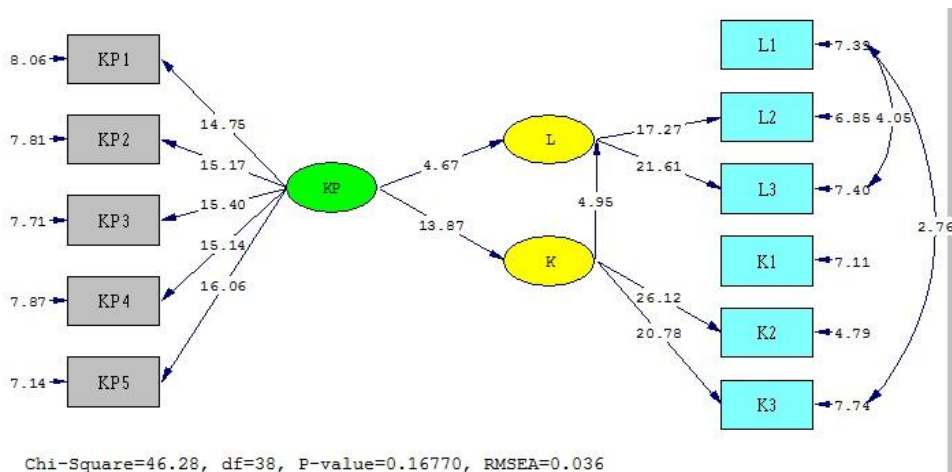 L1
8.06 KP1 7.39
14.75
L2
7.81 KP2 17.27 6.85 4.05
15.17 L
4.67 21.61 L3
KP 7.40
7.71 KP3 15.40 4.95
13.87 2.76
15.14 K1
K 7.11
16.06
7.87 KP4 26.12
K2
20.78 4.79
7.14 KP5
K3
7.74
Chi-Square=46.28, df=38, P-value=0.16770, RMSEA=0.036